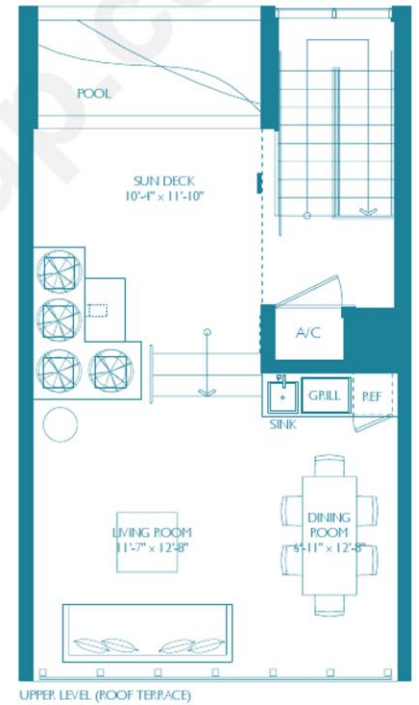 POOL
SUN DECK
10'-4" x 11'-10"
A/C
GRILL
REF
SINK
LIVING ROOM
11'-7" x 12'-8"
DINING
ROOM
6'-11" x 12'-8"
UPPER LEVEL (ROOF TERRACE)